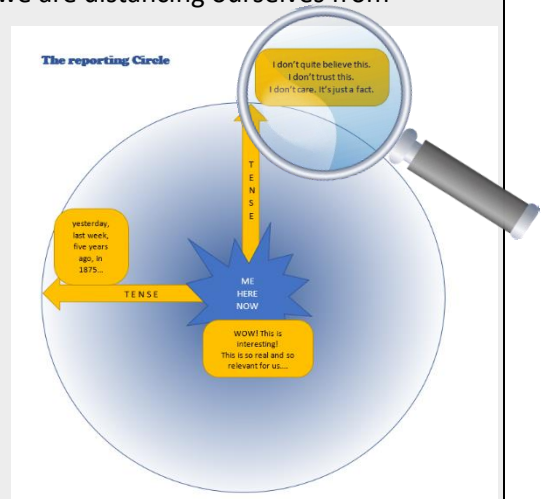 we are distancing ourselves from
The reporting Circle
I don't quite believe this.
I don't trust this.
I don't care. It's just a fact.
T
E
N
S
E
yesterday,
last week,
five years
ago, in
1875...
TENSE
ME
HERE
NOW
WOW! This is
interesting!
This is so real and so
relevant for us....